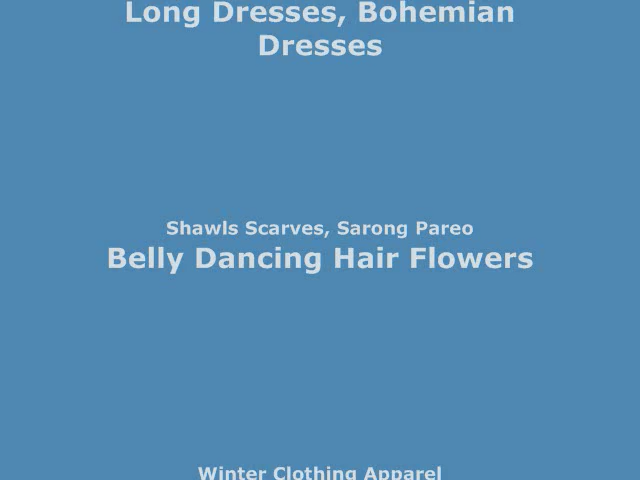 Long Dresses, Bohemian
Dresses
Shawls Scarves, Sarong Pareo
Belly Dancing Hair Flowers
Winter Clothing Apparel